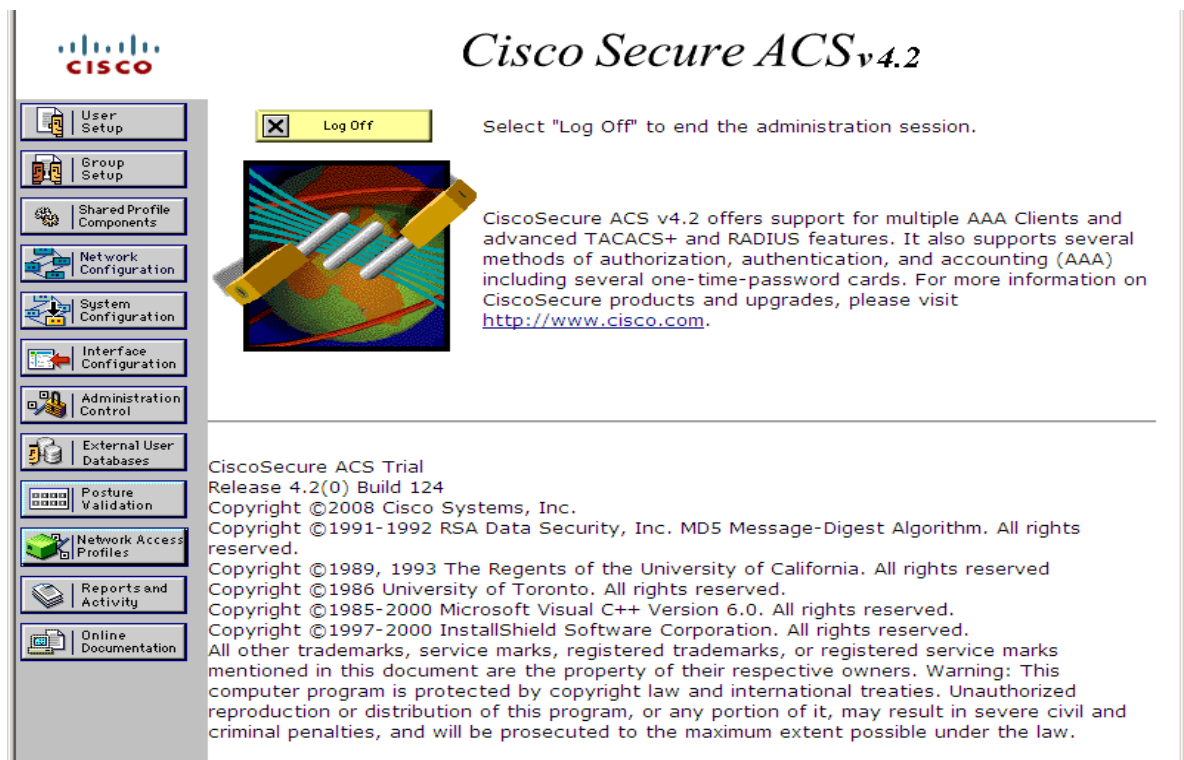 CISCO
Cisco Secure ACS v4.2
User
Setup
Group
Setup
Shared Profile
Components
Network
Configuration
System
Configuration
Interface
Configuration
Administration
Control
External User
Databases
Posture
Validation
Network Access
Profiles
Reports and
Activity
Online
Documentation
Log Off
Select "Log Off" to end the administration session.
CiscoSecure ACS v4.2 offers support for multiple AAA Clients and
advanced TACACS+ and RADIUS features. It also supports several
methods of authorization, authentication, and accounting (AAA)
including several one-time-password cards. For more information on
CiscoSecure products and upgrades, please visit
http://www.cisco.com.
CiscoSecure ACS Trial
Release 4.2(0) Build 124
Copyright ©2008 Cisco Systems, Inc.
Copyright ©1991-1992 RSA Data Security, Inc. MD5 Message-Digest Algorithm. All rights
reserved.
Copyright ©1989, 1993 The Regents of the University of California. All rights reserved
Copyright ©1986 University of Toronto. All rights reserved.
Copyright ©1985-2000 Microsoft Visual C++ Version 6.0. All rights reserved.
Copyright ©1997-2000 InstallShield Software Corporation. All rights reserved.
All other trademarks, service marks, registered trademarks, or registered service marks
mentioned in this document are the property of their respective owners. Warning: This
computer program is protected by copyright law and international treaties. Unauthorized
reproduction or distribution of this program, or any portion of it, may result in severe civil and
criminal penalties, and will be prosecuted to the maximum extent possible under the law.